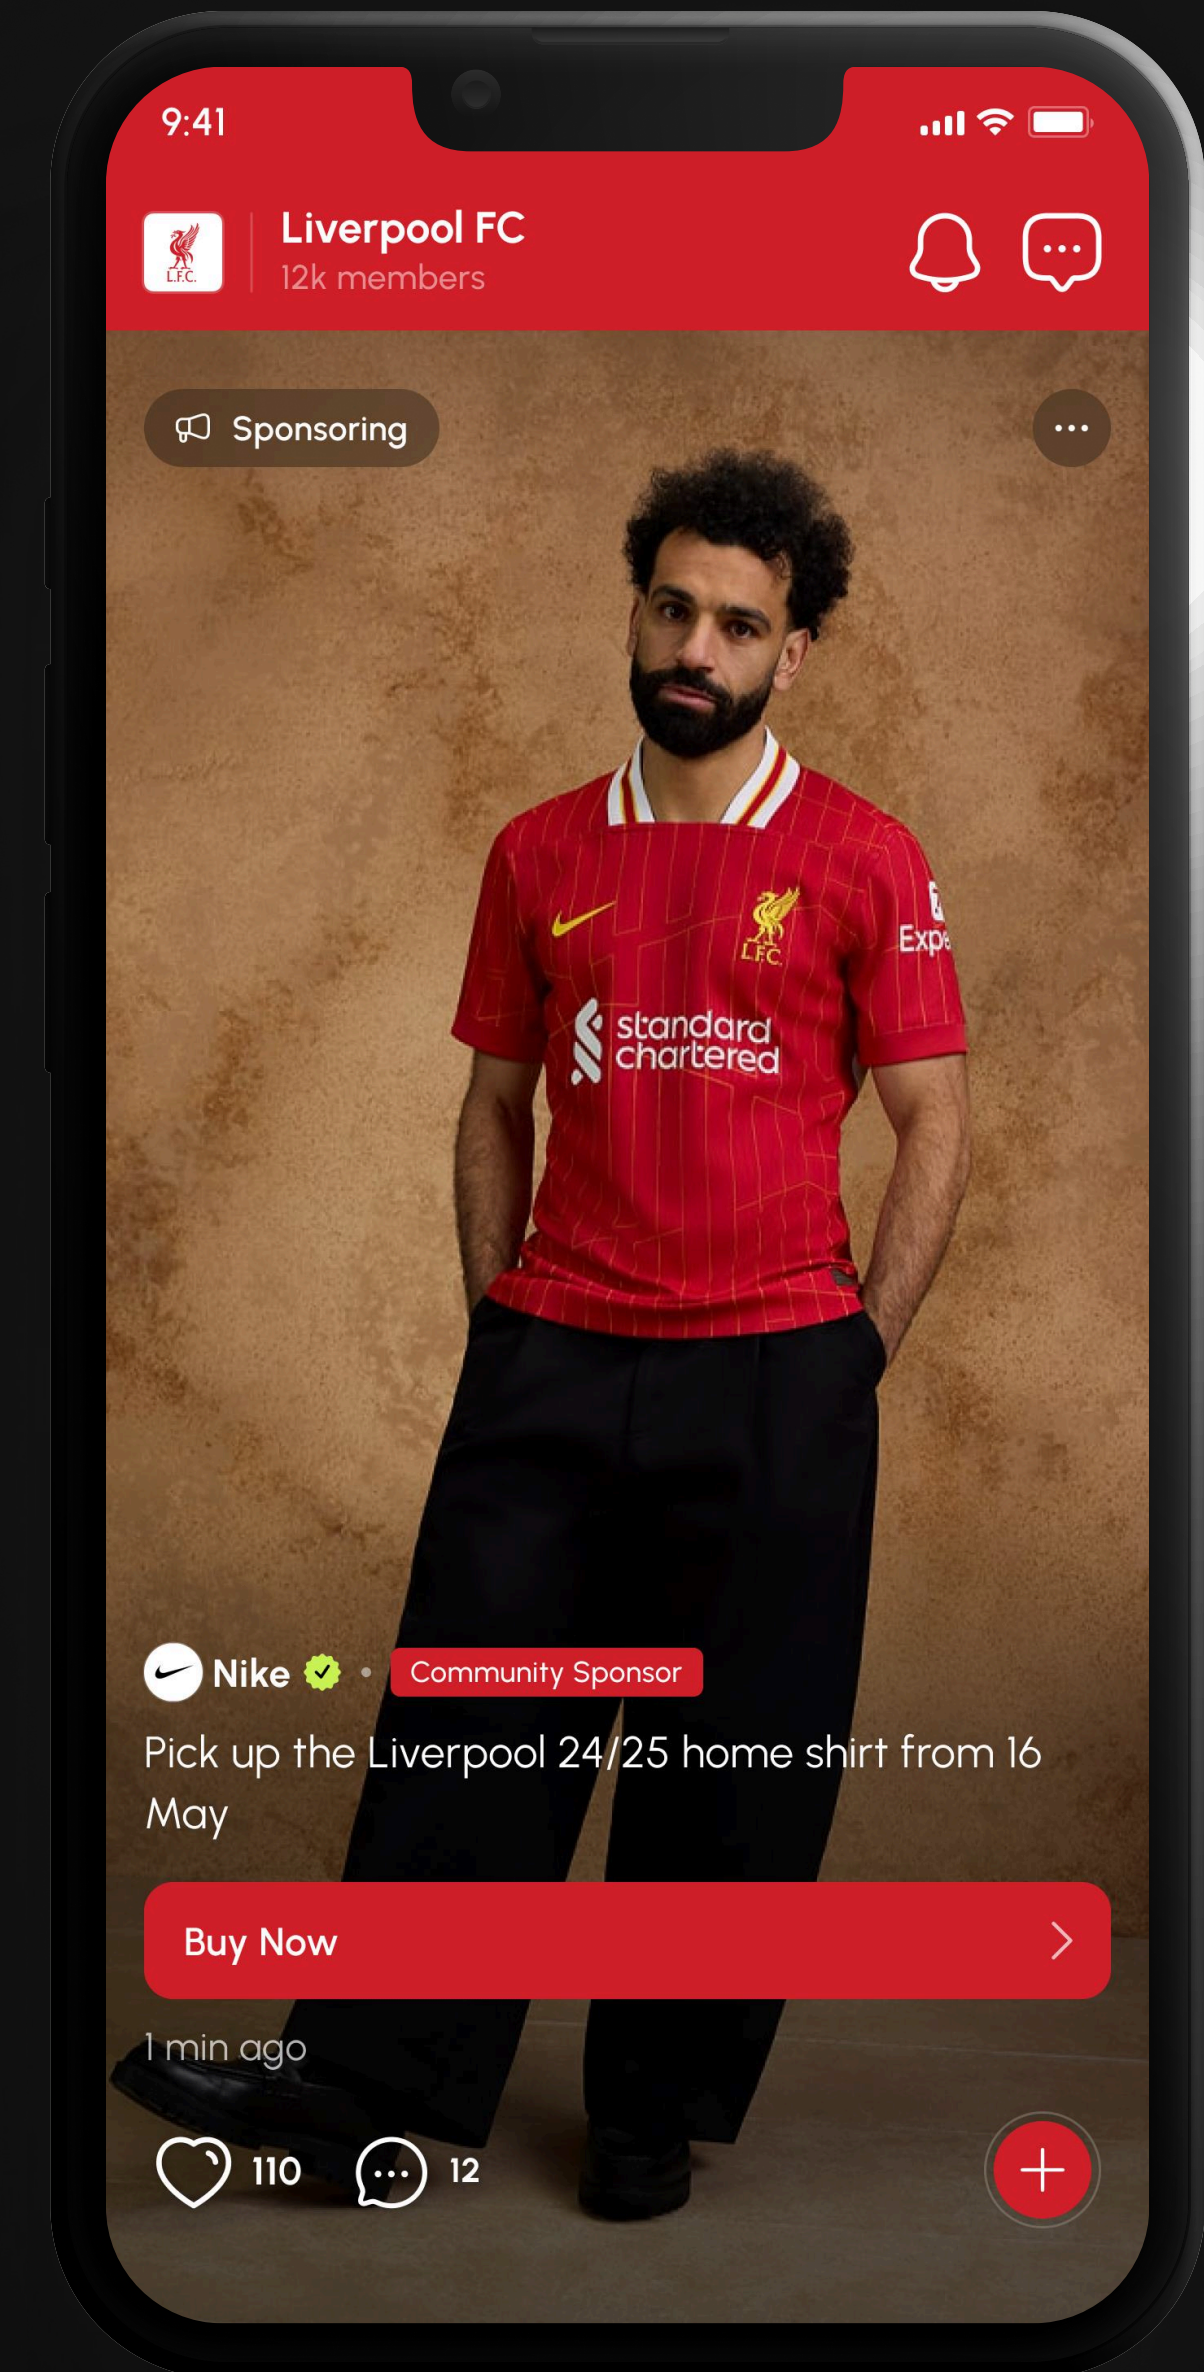 9:41
Liverpool FC
L.F.C.
12k members
Sponsoring
L.F.C.
standard
chartered
Nike
Community Sponsor
Pick up the Liverpool 24/25 home shirt from 16
May
Buy Now
1 min ago
110
12